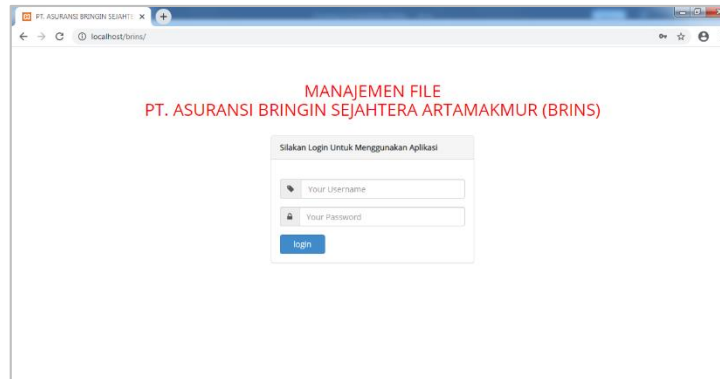 PT. ASURANSI BRINGIN SEJAHT
localhost/brins/
MANAJEMEN FILE
PT. ASURANSI BRINGIN SEJAHTERA ARTAMAKMUR (BRINS)
Silakan Login Untuk Menggunakan Aplikasi
Your Username
Your Password
login